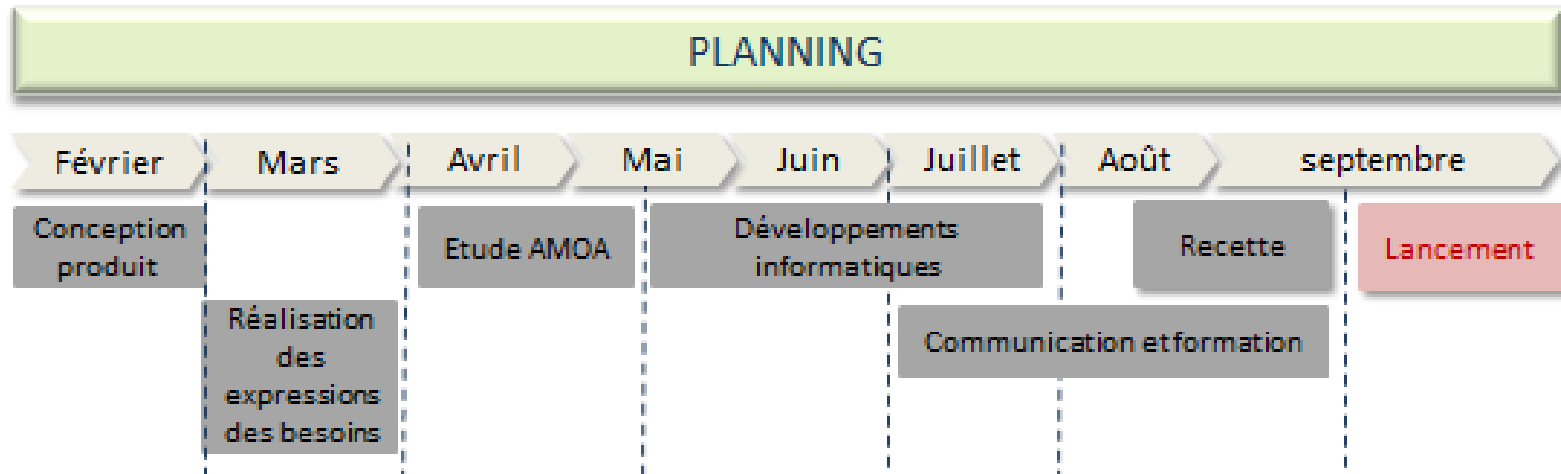 PLANNING
Février
Mars
Avril
Mai
Juin
Juillet
Août
septembre
Conception
produit
Etude AMOA
Développements
informatiques
Recette
Lancement
Réalisation
des
expressions
des besoins
Communication etformation